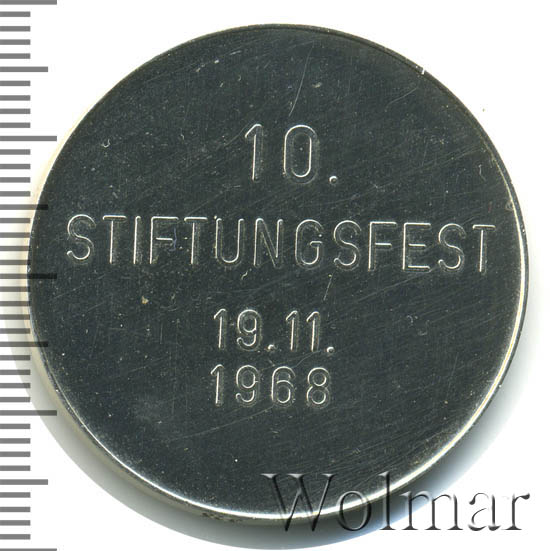 10.
STIFTUNGSFEST
19.11.
1968
Wolmar